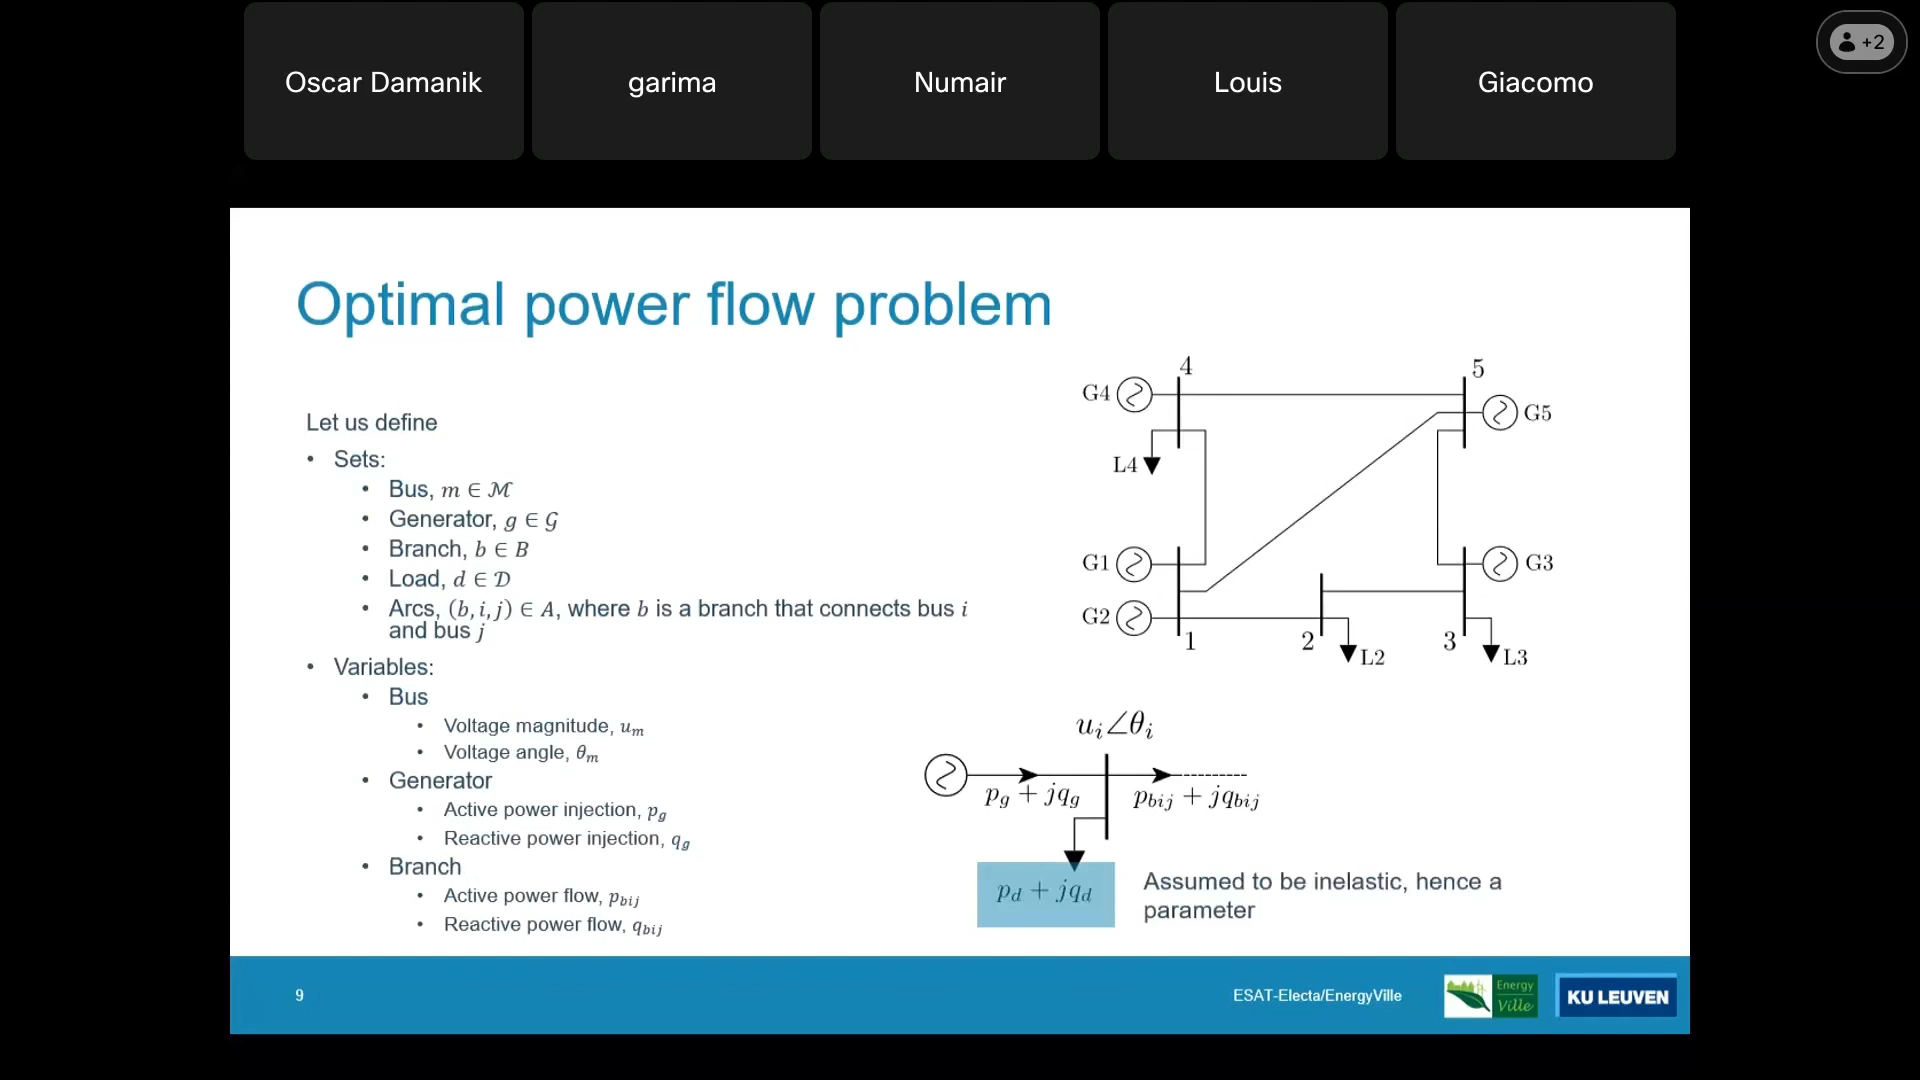 Oscar Damanik
garima
Numair
Louis
Giacomo
+2
Optimal power flow problem
Let us define
• Sets:
• Bus, m ∈ ℳ
• Generator, g ∈ 𝒢
• Branch, b ∈ B
• Load, d ∈ 𝒟
• Arcs, (b, i, j) ∈ A, where b is a branch that connects bus i
and bus j
• Variables:
• Bus
• Voltage magnitude, u_m
• Voltage angle, θ_m
• Generator
• Active power injection, p_g
• Reactive power injection, q_g
• Branch
• Active power flow, p_bij
• Reactive power flow, q_bij
4
5
G4
G5
L4
G1
G3
G2
1
2
3
L2
L3
u_i∠θ_i
p_g + jq_g
p_bij + jq_bij
p_d + jq_d
Assumed to be inelastic, hence a
parameter
9
ESAT-Electa/EnergyVille
Energy
Ville
KU LEUVEN